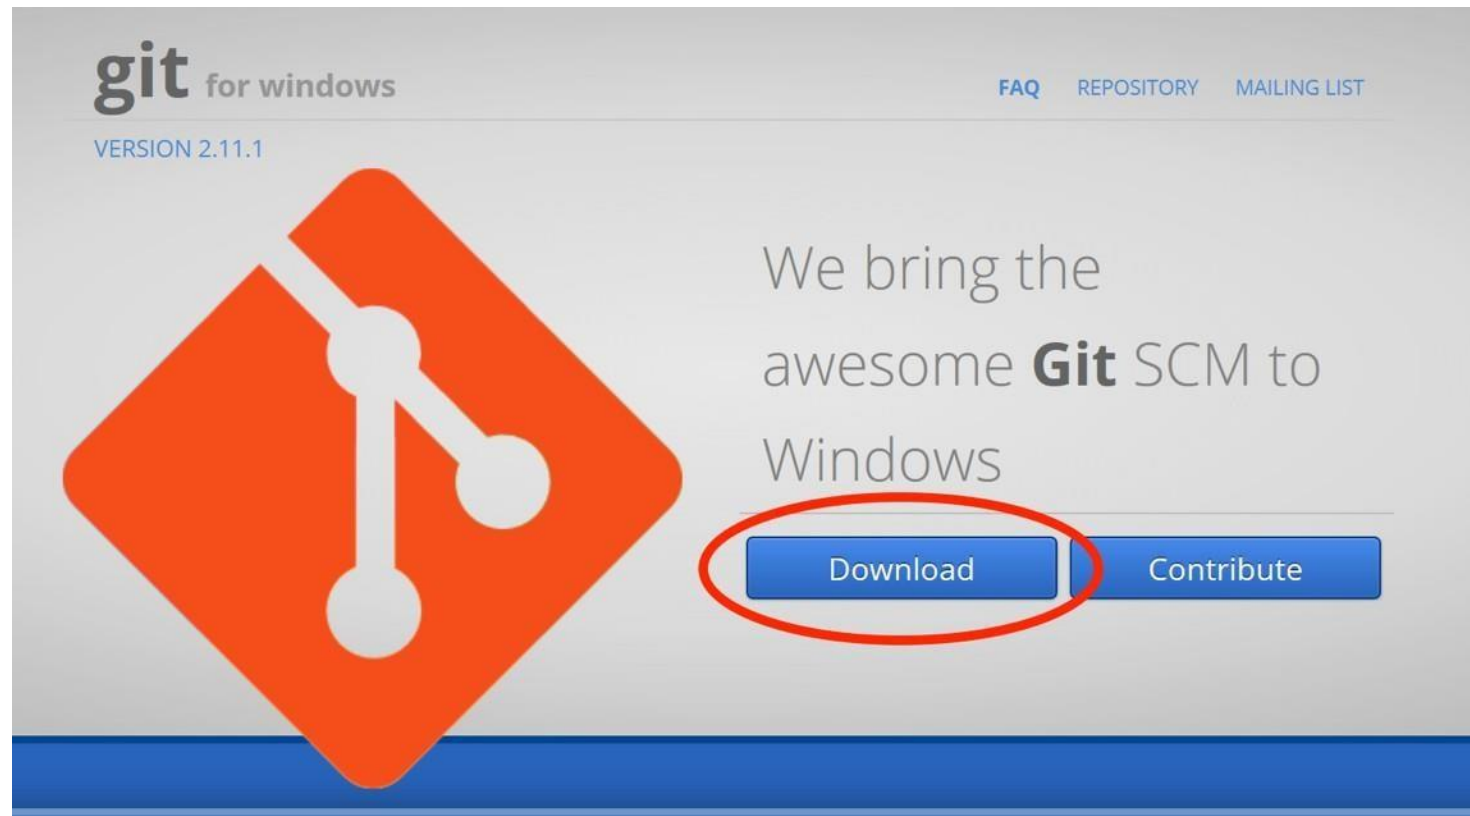 git for windows
FAQ REPOSITORY MAILING LIST
VERSION 2.11.1
We bring the
awesome Git SCM to
Windows
Download
Contribute